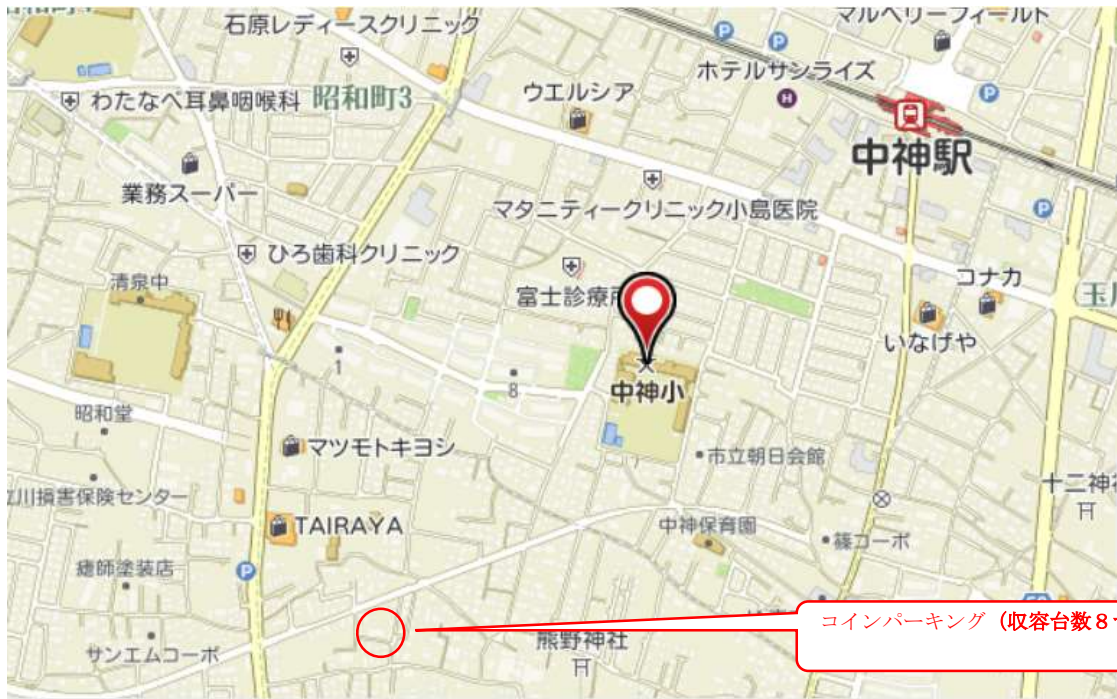 マルベリーフィールド
石原レディースクリニック
P
P
ホテルサンライズ
H
P
ウエルシア
わたなべ耳鼻咽喉科
昭和町3
中神駅
業務スーパー
マタニティークリニック小島医院
P
ひろ歯科クリニック
清泉中
富士診療所
コナカ
いなげや
1
8
中神小
昭和堂
マツモトキヨシ
市立朝日会館
川損害保険センター
十二神
TAIRAYA
中神保育園
篠コーポ
塗装店
P
コインパーキング(収容台数8
サンエムコーポ
熊野神社